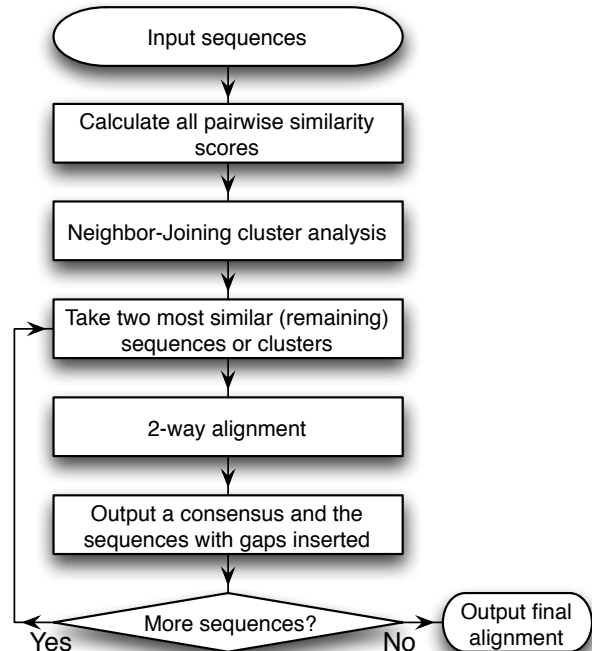 Input sequences
Calculate all pairwise similarity
scores
Neighbor-Joining cluster analysis
Take two most similar (remaining)
sequences or clusters
2-way alignment
Output a consensus and the
sequences with gaps inserted
More sequences?
Yes
No
Output final
alignment